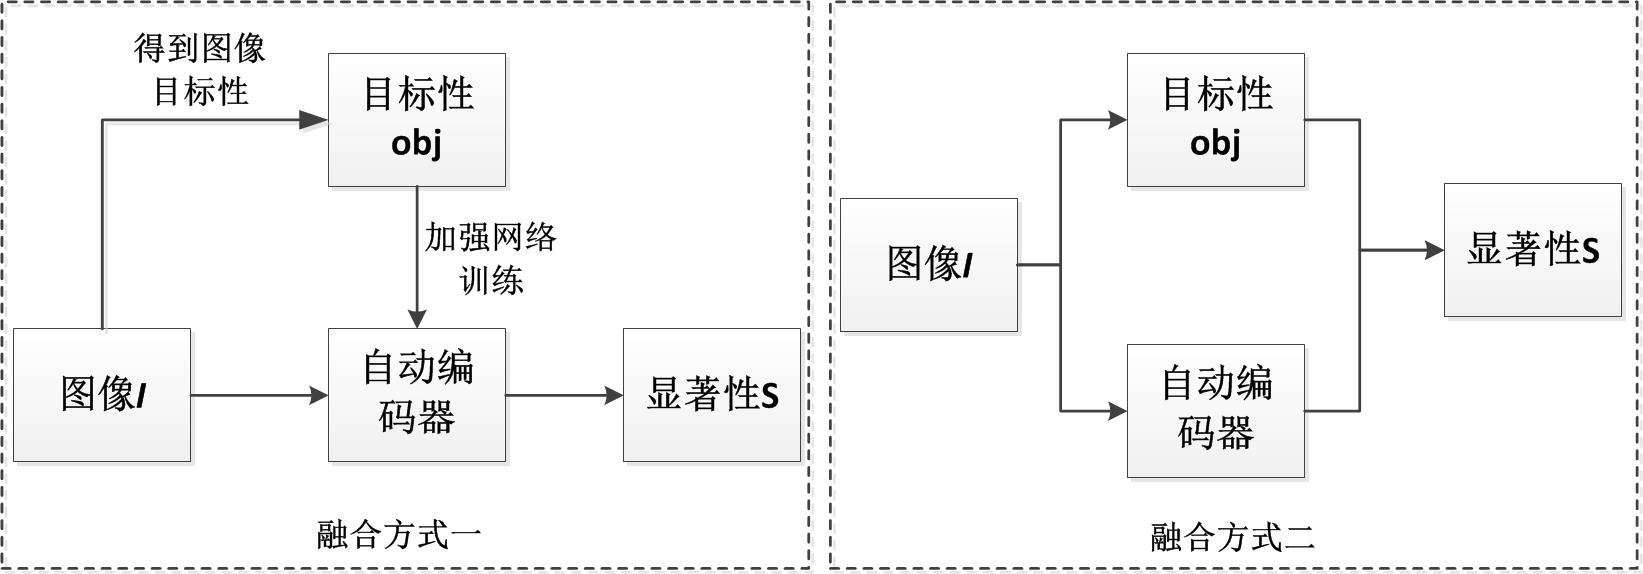 得到图像
目标性
目标性
obj
加强网络
训练
图像I
自动编
码器
显著性S
融合方式一
目标性
obj
图像I
显著性S
自动编
码器
融合方式二